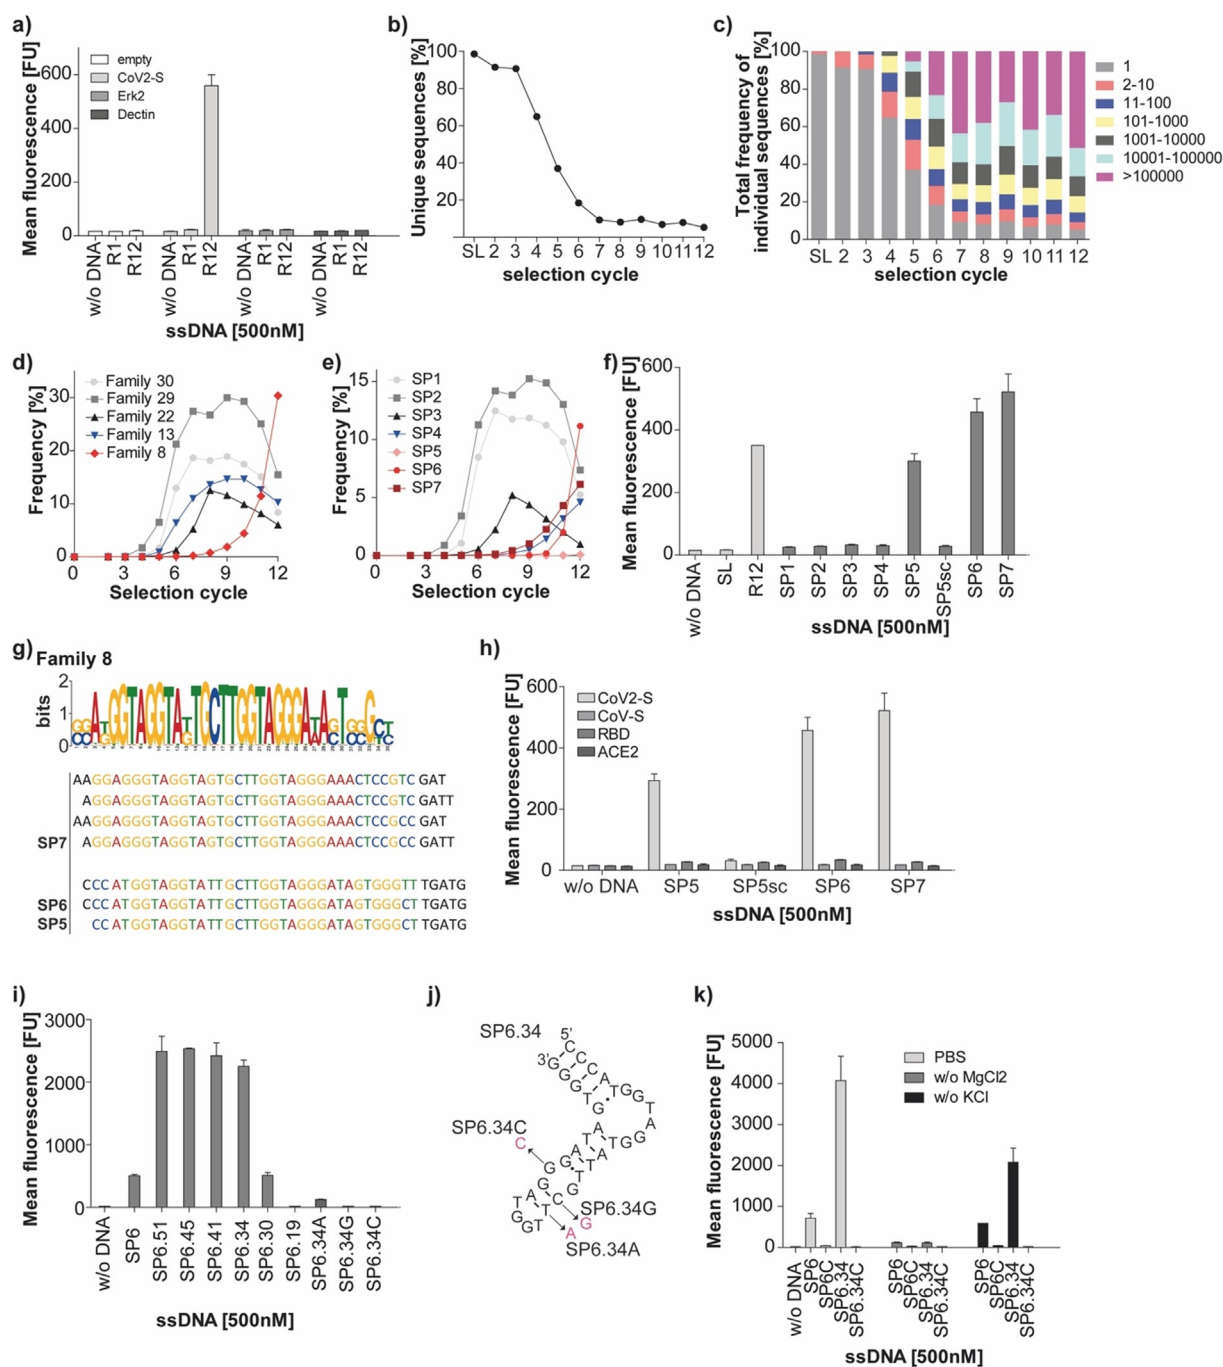 a)
Mean fluorescence [FU]
600
400
200
0
empty
CoV2-S
Erk2
Dectin
w/o DNA
R1
R12
w/o DNA
R1
R12
w/o DNA
R1
R12
w/o DNA
R1
R12
ssDNA [500nM]
b)
Unique sequences [%]
100
80
60
40
20
SL 2 3 4 5 6 7 8 9 10 11 12
selection cycle
c)
Total frequency of
individual sequences [%]
100
80
60
40
20
0
SL 2 3 4 5 6 7 8 9 10 11 12
selection cycle
1
2-10
11-100
101-1000
1001-10000
10001-100000
>100000
d)
Frequency [%]
30
20
10
0
Family 30
Family 29
Family 22
Family 13
Family 8
0 3 6 9 12
Selection cycle
e)
Frequency [%]
15
10
5
0
SP1
SP2
SP3
SP4
SP5
SP6
SP7
0 3 6 9 12
Selection cycle
f)
Mean fluorescence [FU]
600
400
200
0
w/o DNA
SL
R12
SP1
SP2
SP3
SP4
SP5
SP5sc
SP6
SP7
ssDNA [500nM]
g)
Family 8
bits
2
1
0
AAGGAGGGTAGGTAGTGCTTGGTAGGGAAACTCCGTC GAT
AGGAGGGTAGGTAGTGCTTGGTAGGGAAACTCCGTC GATT
AAGGAGGGTAGGTAGTGCTTGGTAGGGAAACTCCGCC GAT
SP7 AGGAGGGTAGGTAGTGCTTGGTAGGGAAACTCCGCC GATT
CCCATGGTAGGTATTGCTTGGTAGGGATAGTGGGTT TGATG
SP6 CCCATGGTAGGTATTGCTTGGTAGGGATAGTGGGCT TGATG
SP5 CCATGGTAGGTATTGCTTGGTAGGGATAGTGGGCT TGATG
h)
Mean fluorescence [FU]
600
400
200
0
CoV2-S
CoV-S
RBD
ACE2
w/o DNA SP5 SP5sc SP6 SP7
ssDNA [500nM]
i)
Mean fluorescence [FU]
3000
2000
1000
0
w/o DNA
SP6
SP6.51
SP6.45
SP6.41
SP6.34
SP6.30
SP6.19
SP6.34A
SP6.34G
SP6.34C
ssDNA [500nM]
j)
SP6.34
5'
3'
SP6.34C
C
SP6.34G
G
A
SP6.34A
k)
Mean fluorescence [FU]
5000
4000
3000
2000
1000
0
PBS
w/o MgCl2
w/o KCl
w/o DNA
SP6
SP6C
SP6.34
SP6.34C
SP6
SP6C
SP6.34
SP6.34C
SP6
SP6C
SP6.34
SP6.34C
ssDNA [500nM]